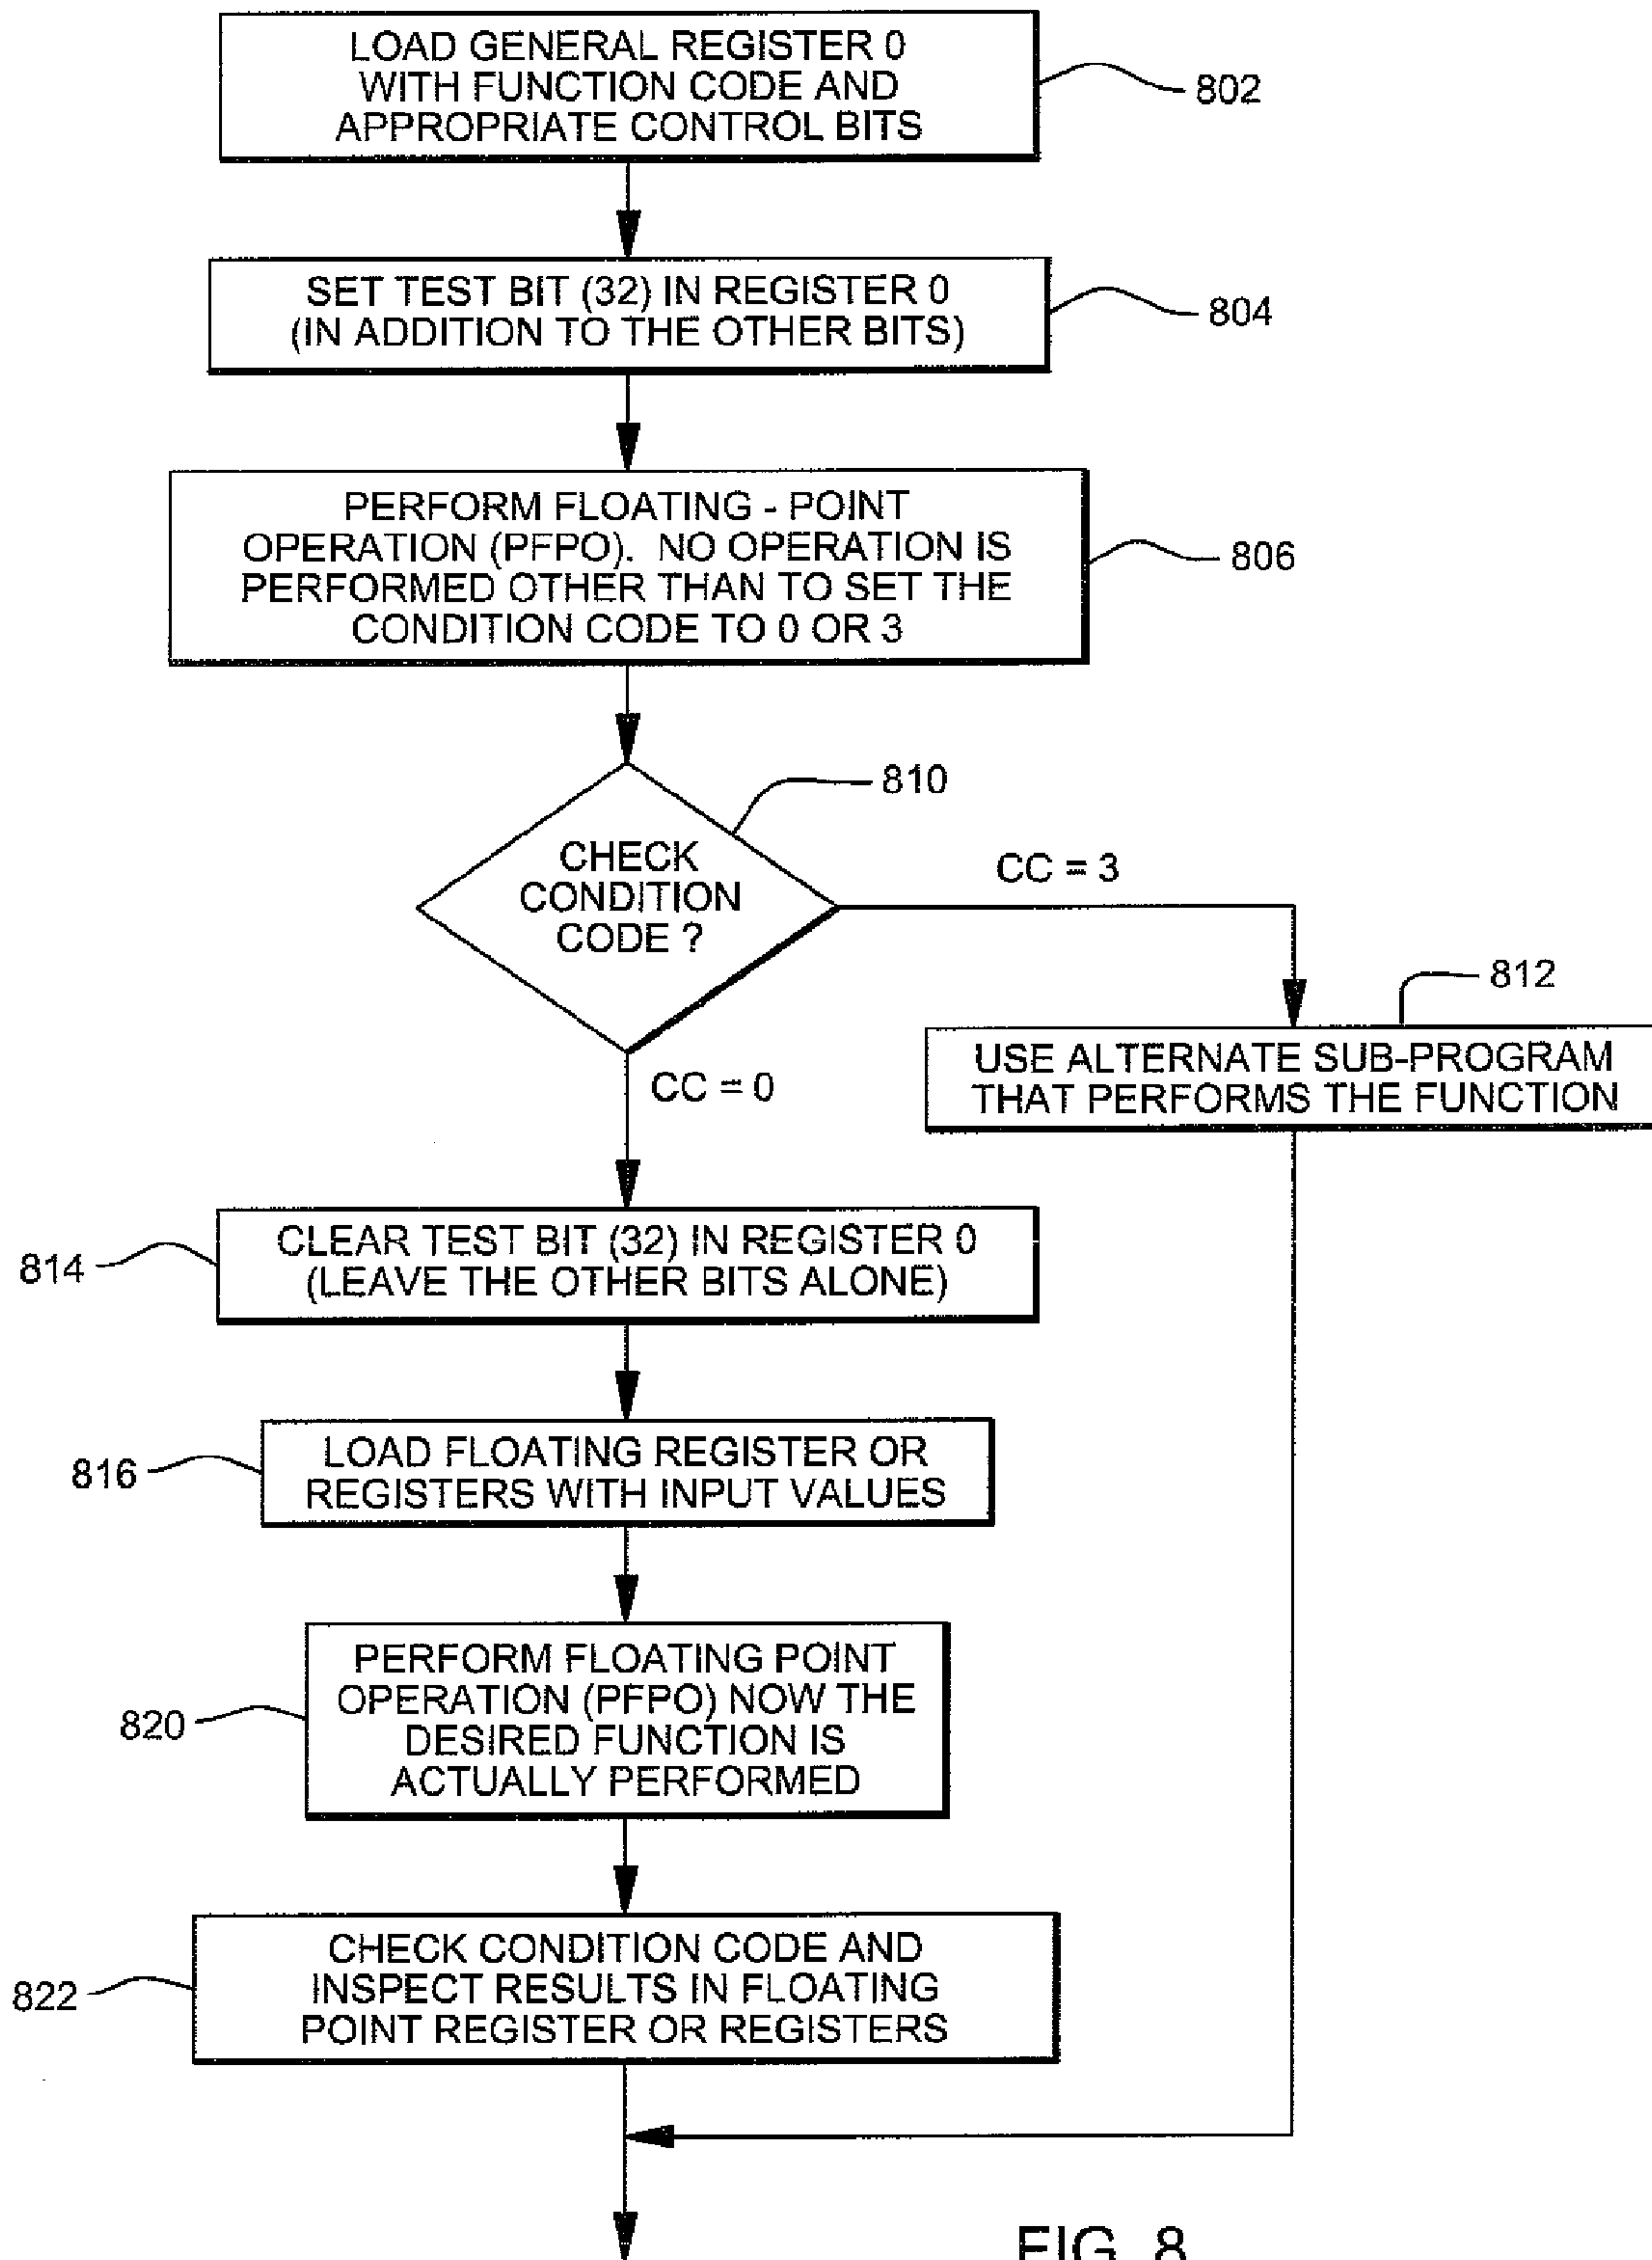 LOAD GENERAL REGISTER 0
WITH FUNCTION CODE AND
APPROPRIATE CONTROL BITS
802
SET TEST BIT (32) IN REGISTER 0
(IN ADDITION TO THE OTHER BITS)
804
PERFORM FLOATING - POINT
OPERATION (PFPO). NO OPERATION IS
PERFORMED OTHER THAN TO SET THE
CONDITION CODE TO 0 OR 3
806
CHECK
CONDITION
CODE ?
810
CC = 3
812
USE ALTERNATE SUB-PROGRAM
THAT PERFORMS THE FUNCTION
CC = 0
CLEAR TEST BIT (32) IN REGISTER 0
(LEAVE THE OTHER BITS ALONE)
814
LOAD FLOATING REGISTER OR
REGISTERS WITH INPUT VALUES
816
PERFORM FLOATING POINT
OPERATION (PFPO) NOW THE
DESIRED FUNCTION IS
ACTUALLY PERFORMED
820
CHECK CONDITION CODE AND
INSPECT RESULTS IN FLOATING
POINT REGISTER OR REGISTERS
822
FIG. 8